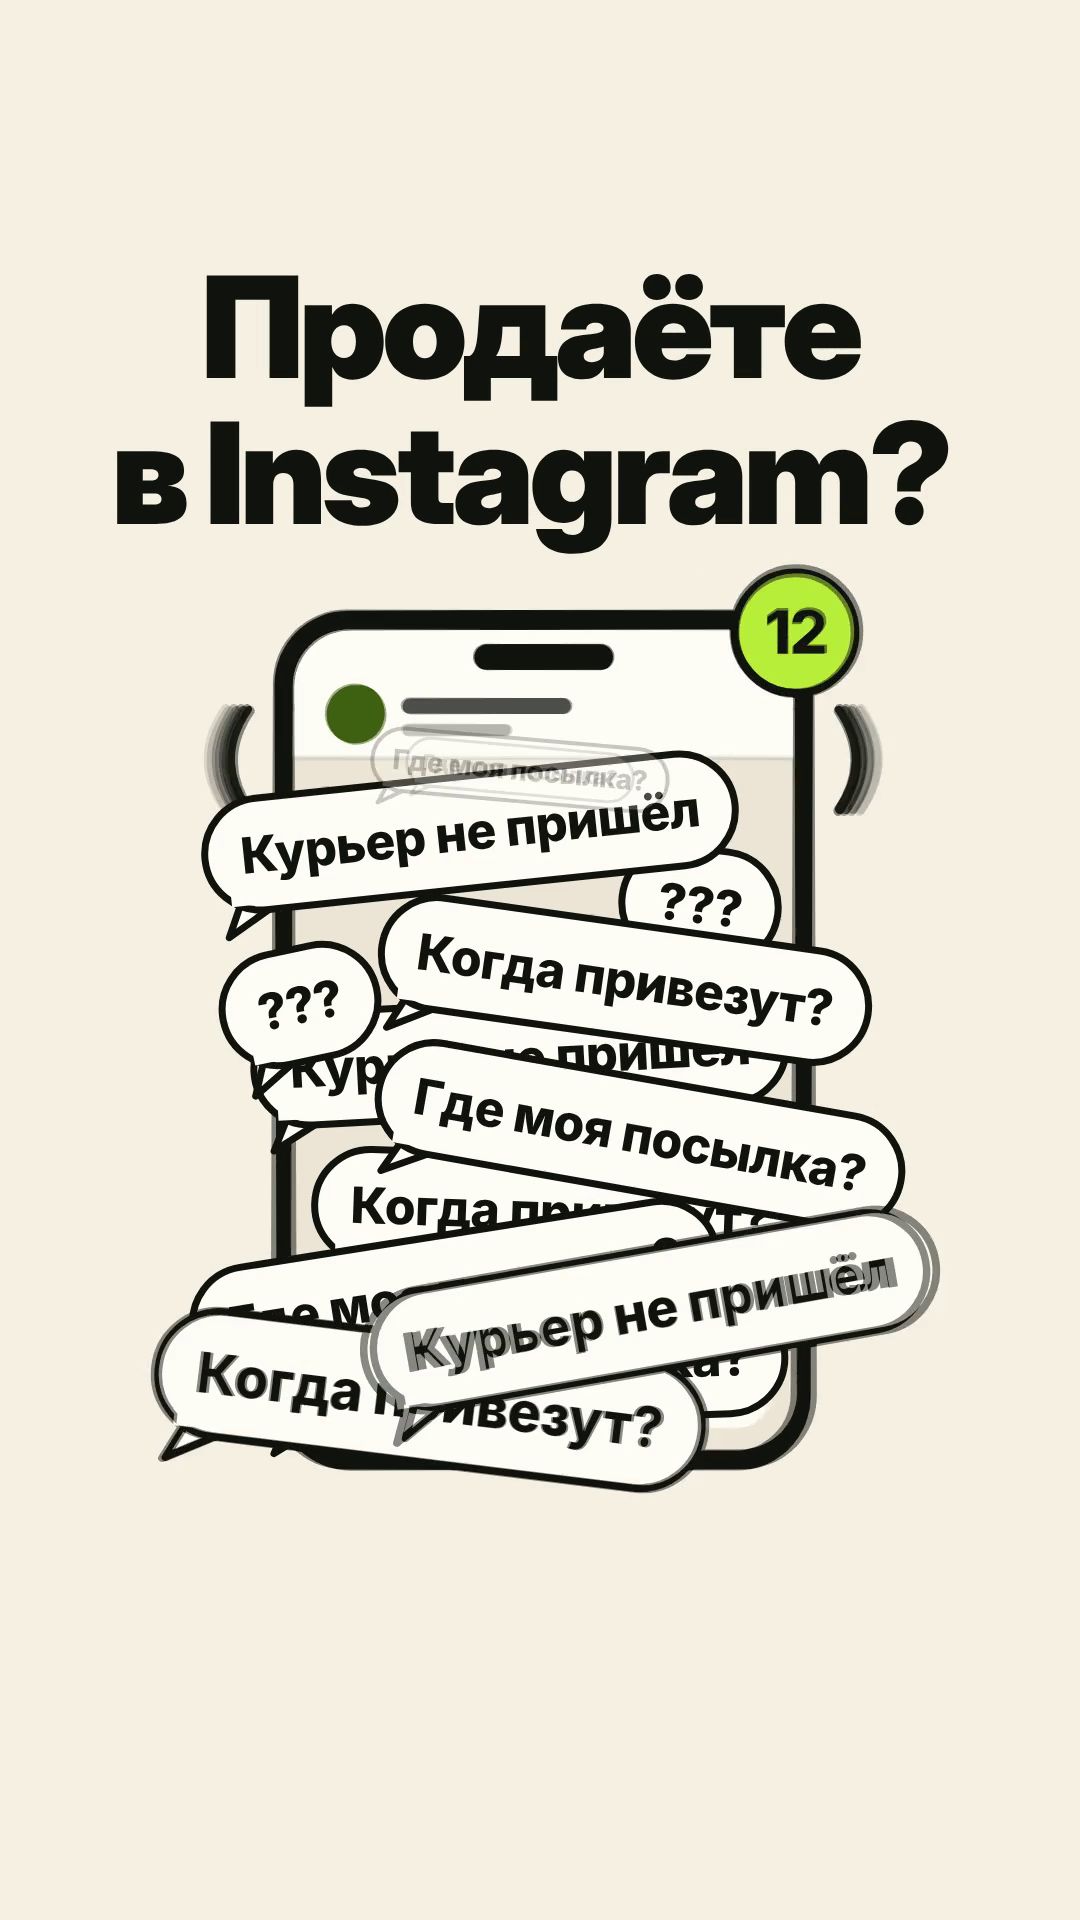 Продаёте
в Instagram?
12
Где моя посылка?
Курьер не пришёл
???
Когда привезут?
???
Где моя посылка?
Когда
Курьер не пришёл
Когда привезут?